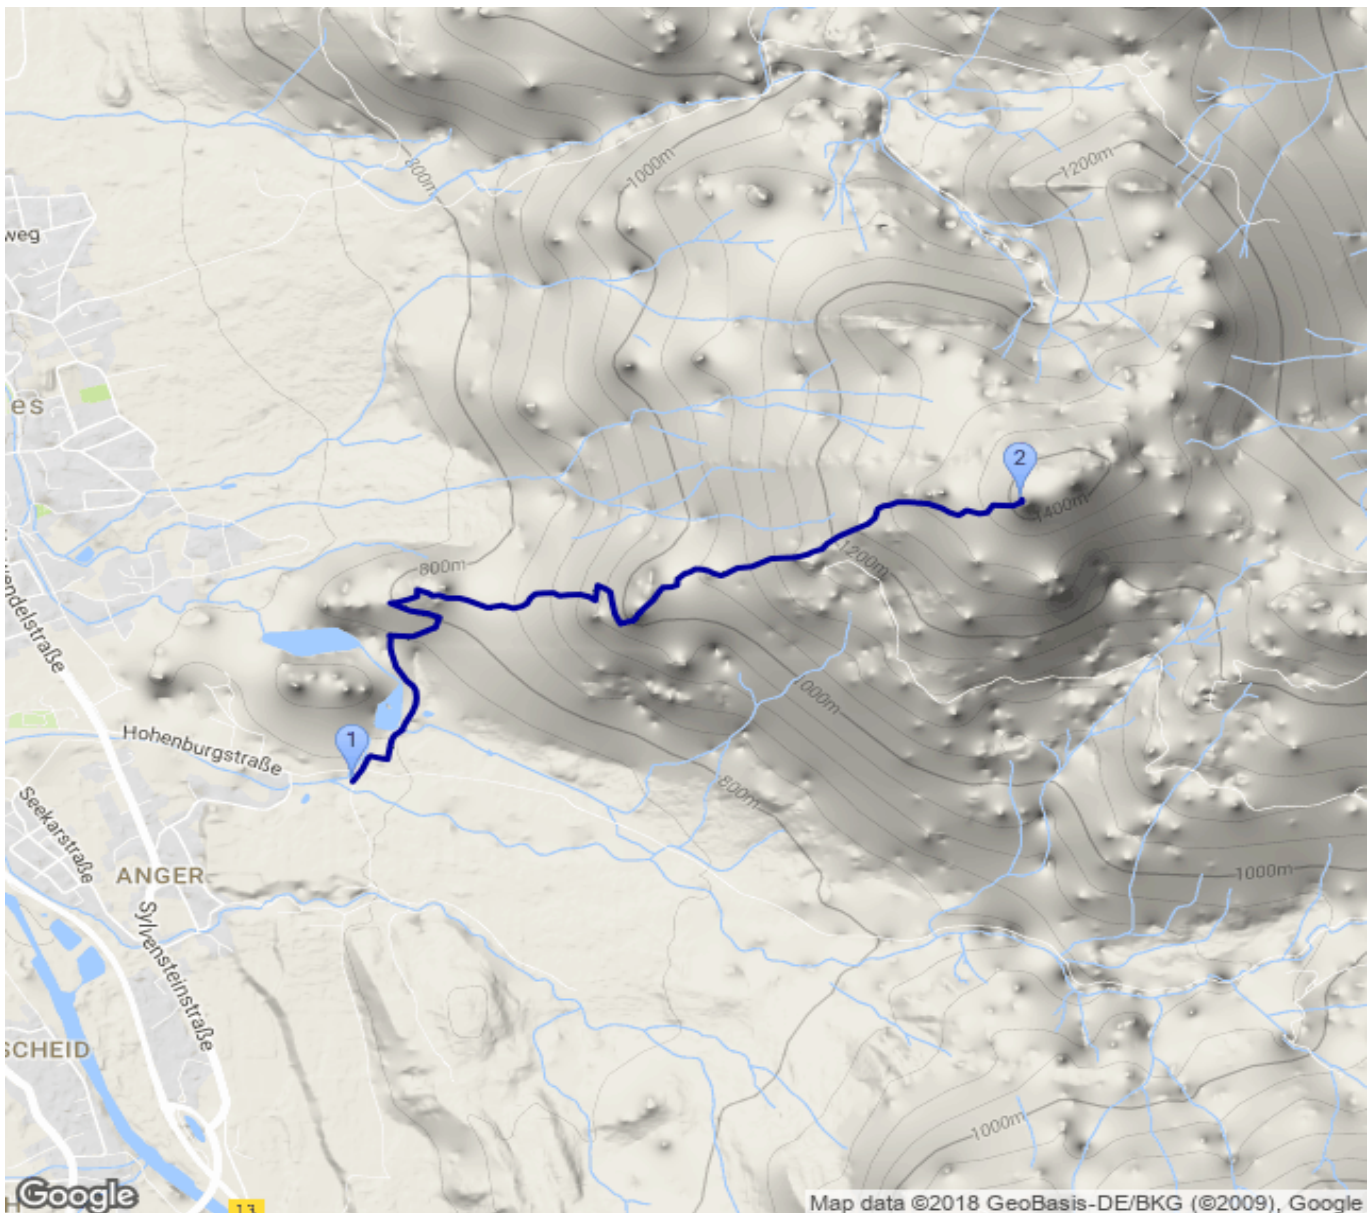 800m
1000m
1200m
weg
es
2
1400m
1200m
800m
endelstraße
1000m
1
Hohenburgstraße
800m
Seekarstraße
ANGER
1000m
Sylvensteinstraße
SCHEID
1000m
Google
13
Map data ©2018 GeoBasis-DE/BKG (©2009), Google